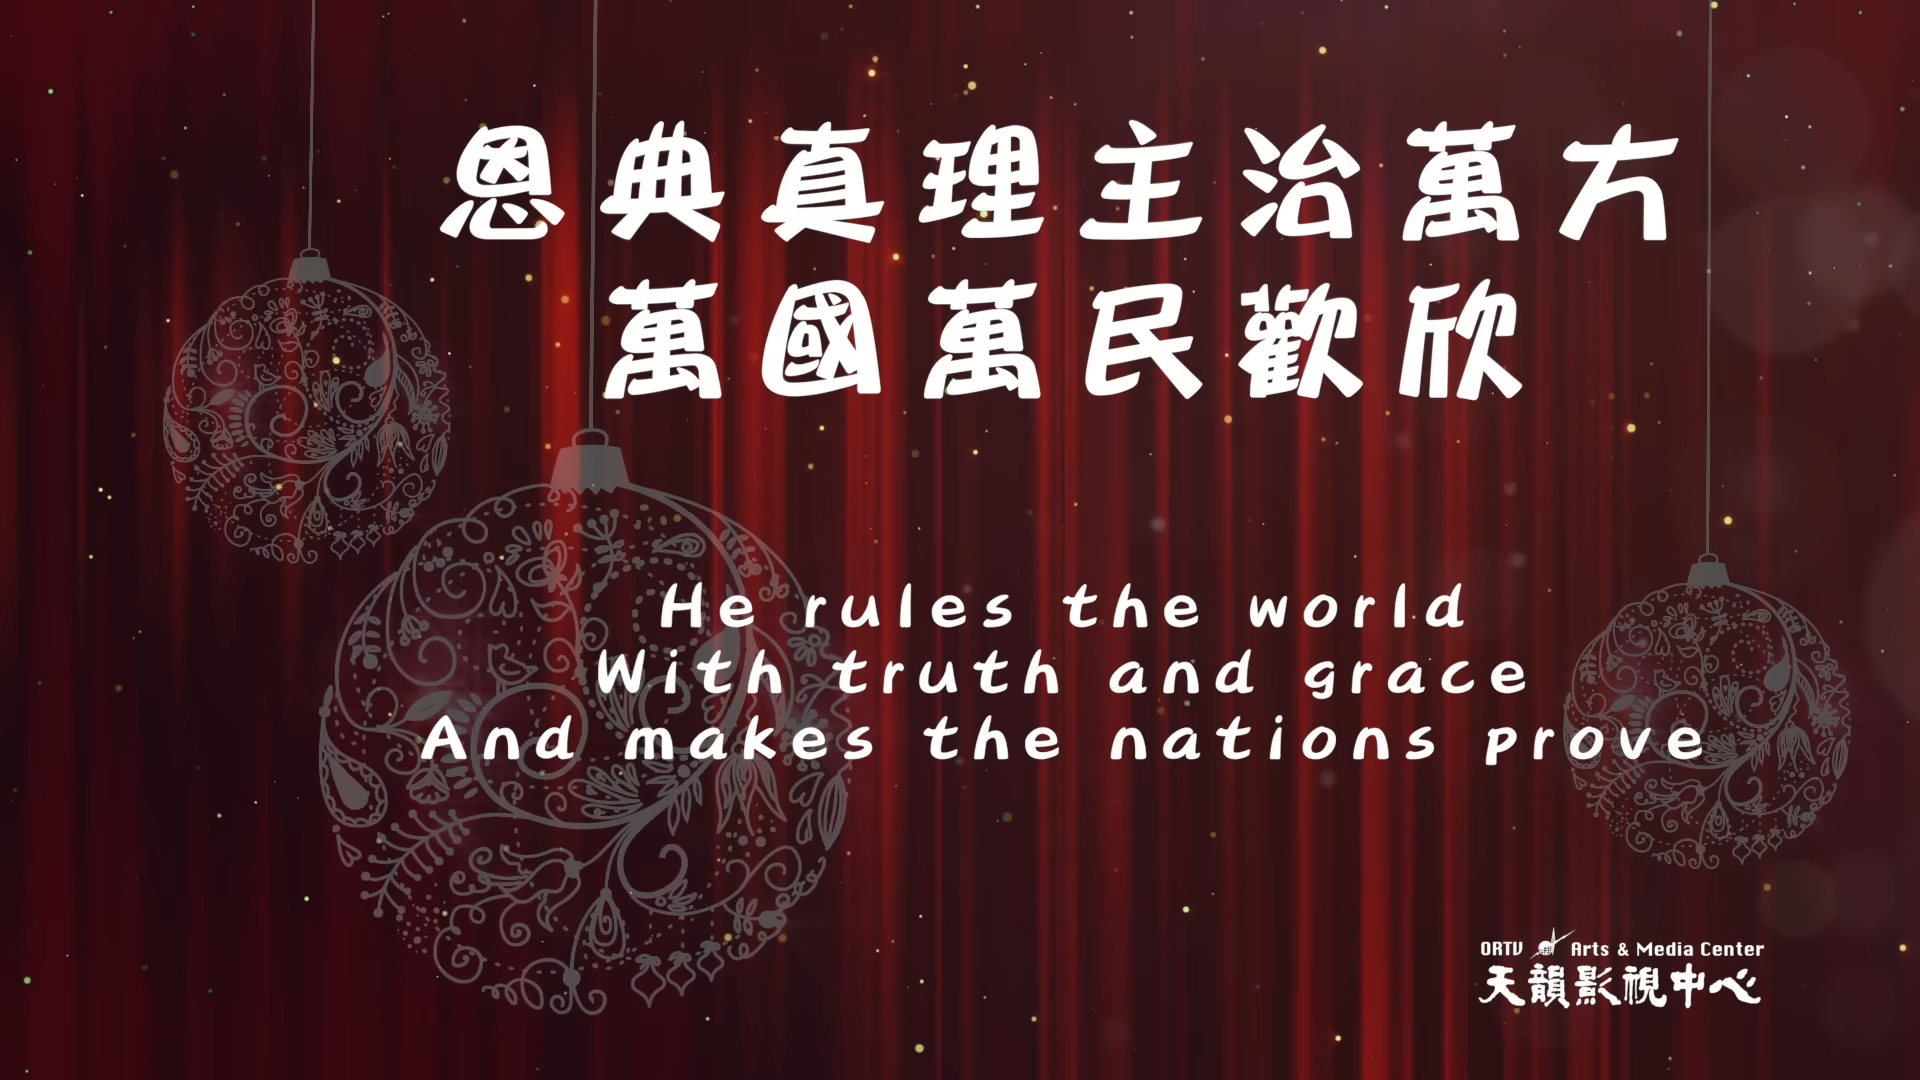 恩典真理主治萬方
萬國萬民歡欣
He rules the world
With truth and grace
And makes the nations prove
ORTV Arts & Media Center
天韻影視中心